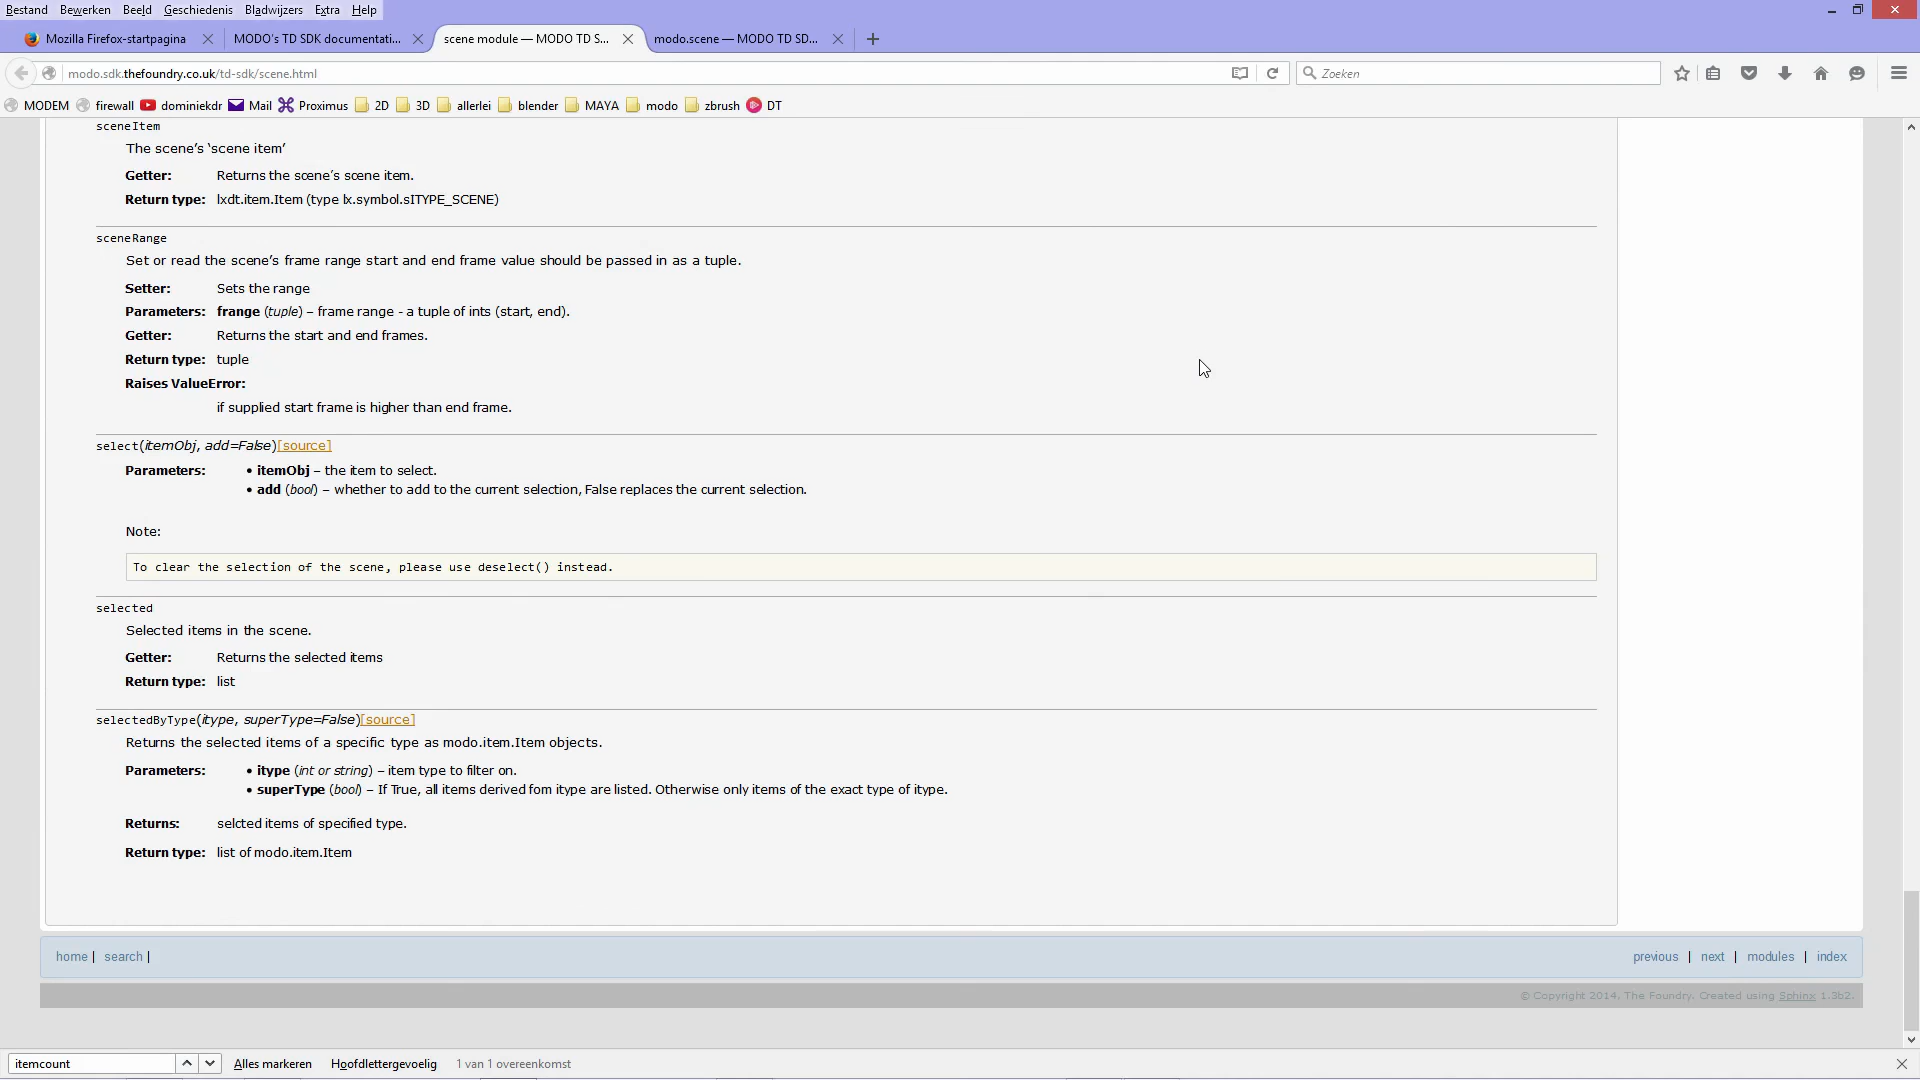 Bestand Bewerken Beeld Geschiedenis Bladwijzers Extra Help
Mozilla Firefox-startpagina MODO's TD SDK documentati... scene module — MODO TD S... modo.scene — MODO TD SD...
modo.sdk.thefoundry.co.uk/td-sdk/scene.html Zoeken
MODEM firewall dominiekdr Mail Proximus 2D 3D allerlei blender MAYA modo zbrush DT
sceneItem
The scene's ‘scene item’
Getter: Returns the scene's scene item.
Return type: lxdt.item.Item (type lx.symbol.sITYPE_SCENE)
sceneRange
Set or read the scene's frame range start and end frame value should be passed in as a tuple.
Setter: Sets the range
Parameters: frange (tuple) – frame range - a tuple of ints (start, end).
Getter: Returns the start and end frames.
Return type: tuple
Raises ValueError:
if supplied start frame is higher than end frame.
select(itemObj, add=False)[source]
Parameters: • itemObj – the item to select.
• add (bool) – whether to add to the current selection, False replaces the current selection.
Note:
To clear the selection of the scene, please use deselect() instead.
selected
Selected items in the scene.
Getter: Returns the selected items
Return type: list
selectedByType(itype, superType=False)[source]
Returns the selected items of a specific type as modo.item.Item objects.
Parameters: • itype (int or string) – item type to filter on.
• superType (bool) – If True, all items derived fom itype are listed. Otherwise only items of the exact type of itype.
Returns: selcted items of specified type.
Return type: list of modo.item.Item
home | search |
previous | next | modules | index
© Copyright 2014, The Foundry. Created using Sphinx 1.3b2.
itemcount Alles markeren Hoofdlettergevoelig 1 van 1 overeenkomst